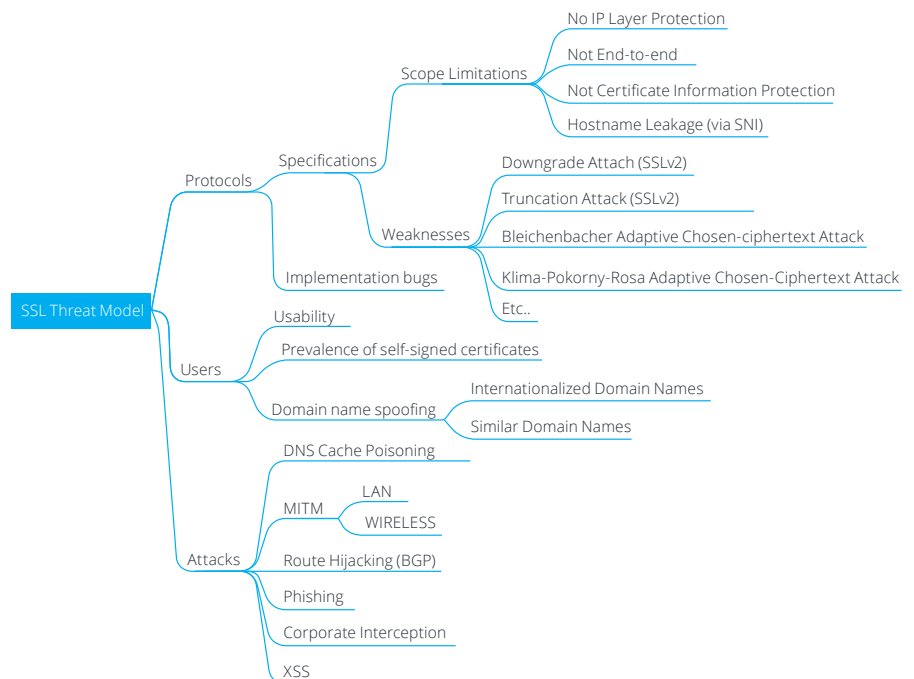 No IP Layer Protection
Not End-to-end
Scope Limitations
Not Certificate Information Protection
Hostname Leakage (via SNI)
Specifications
Downgrade Attach (SSLv2)
Protocols
Truncation Attack (SSLv2)
Weaknesses
Bleichenbacher Adaptive Chosen-ciphertext Attack
Implementation bugs
Klima-Pokorny-Rosa Adaptive Chosen-Ciphertext Attack
Etc..
SSL Threat Model
Usability
Prevalence of self-signed certificates
Users
Internationalized Domain Names
Domain name spoofing
Similar Domain Names
DNS Cache Poisoning
LAN
MITM
WIRELESS
Attacks
Route Hijacking (BGP)
Phishing
Corporate Interception
XSS